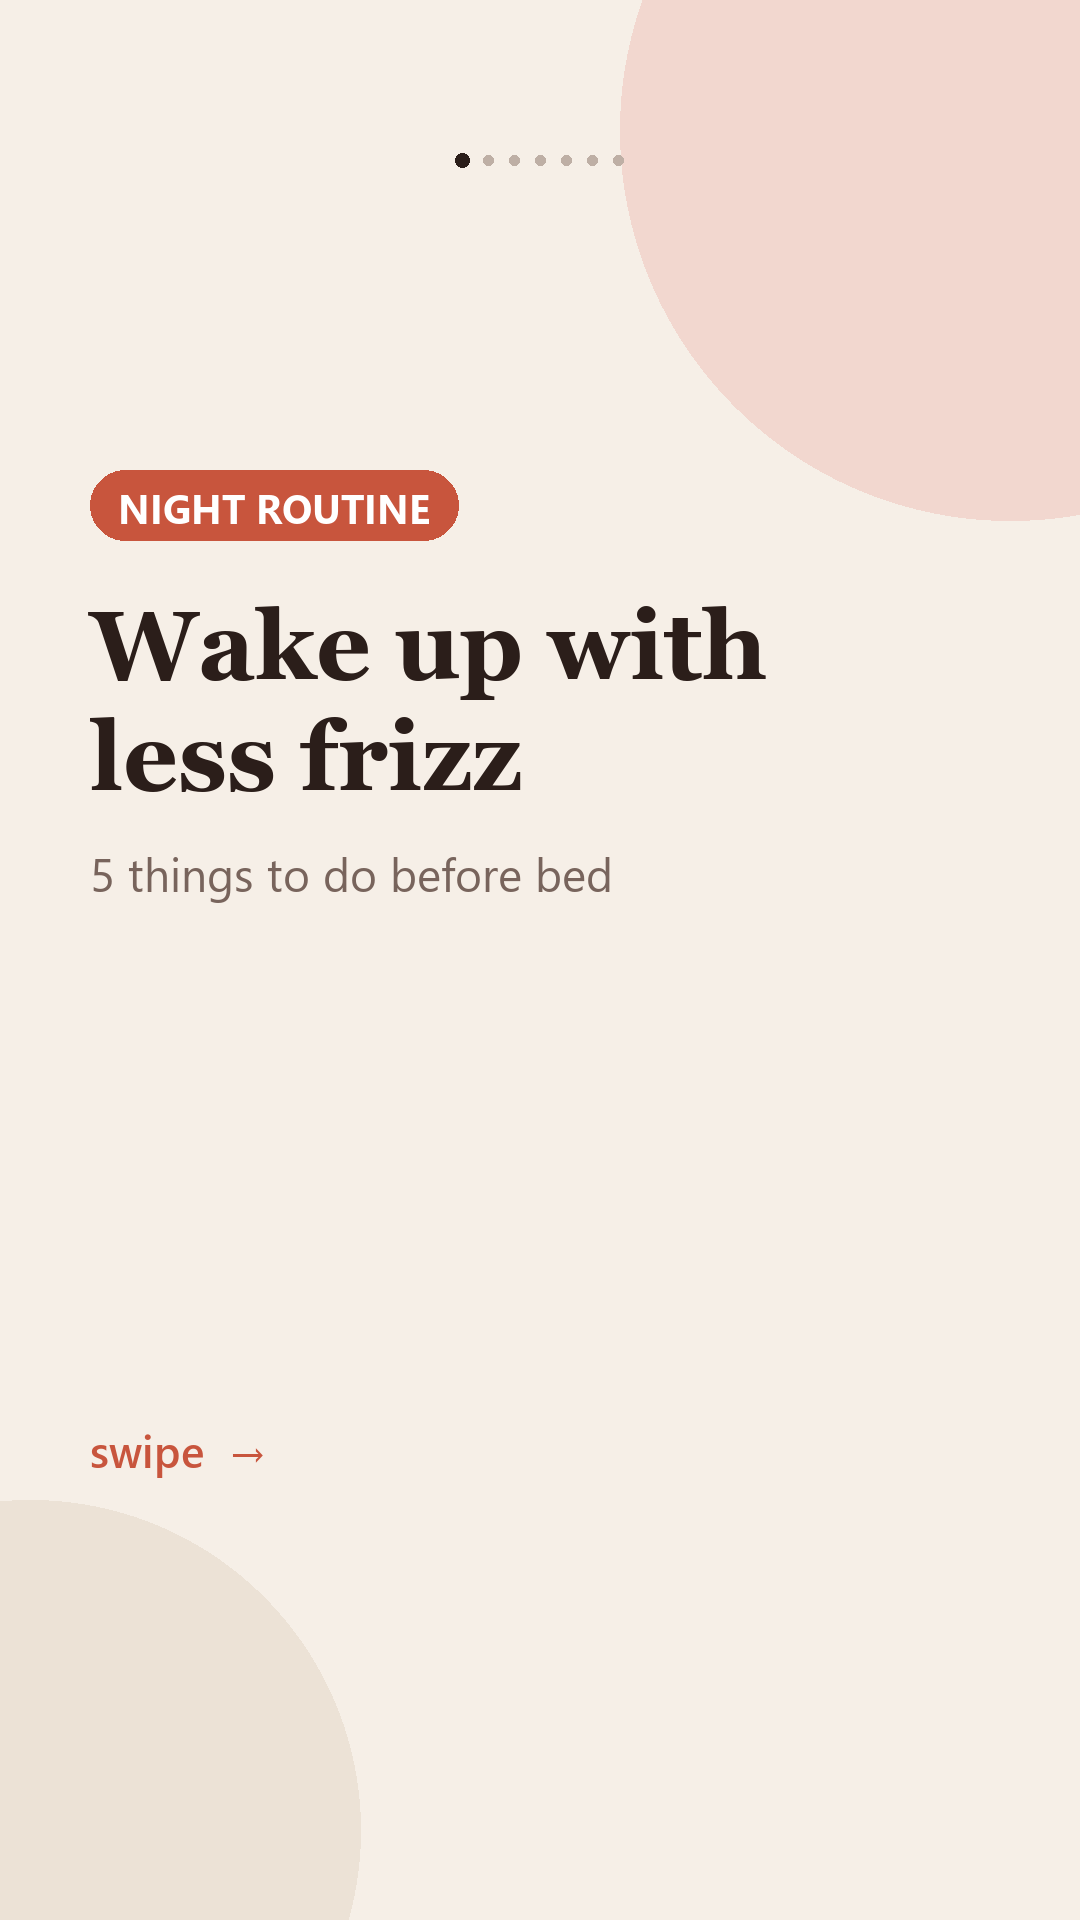 NIGHT ROUTINE
Wake up with
less frizz
5 things to do before bed
swipe →